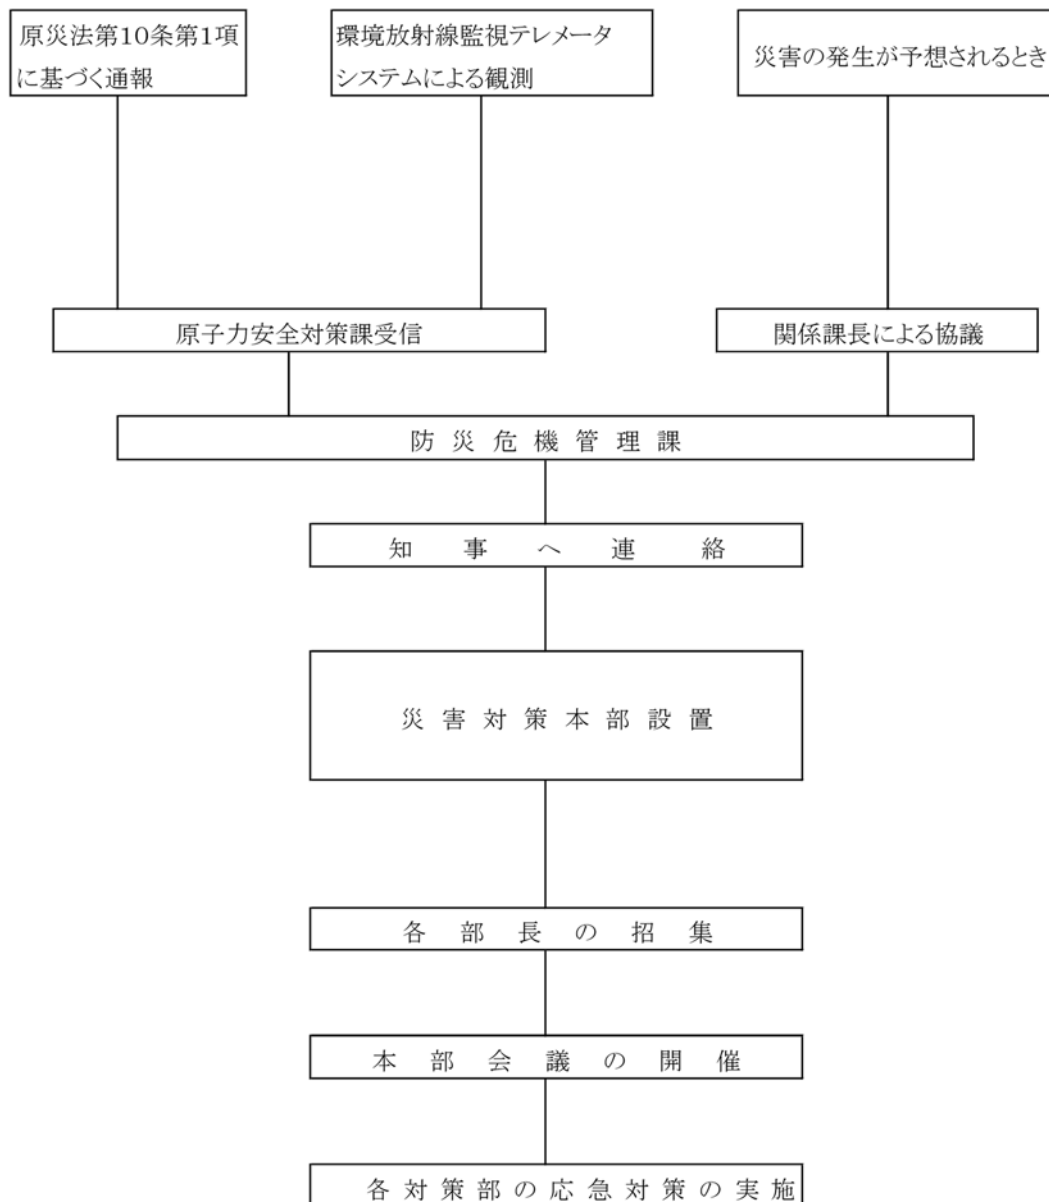 原災法第10条第1項
に基づく通報
環境放射線監視テレメータ
システムによる観測
災害の発生が予想されるとき
原子力安全対策課受信
関係課長による協議
防災危機管理課
知事へ連絡
災害対策本部設置
各部長の招集
本部会議の開催
各対策部の応急対策の実施